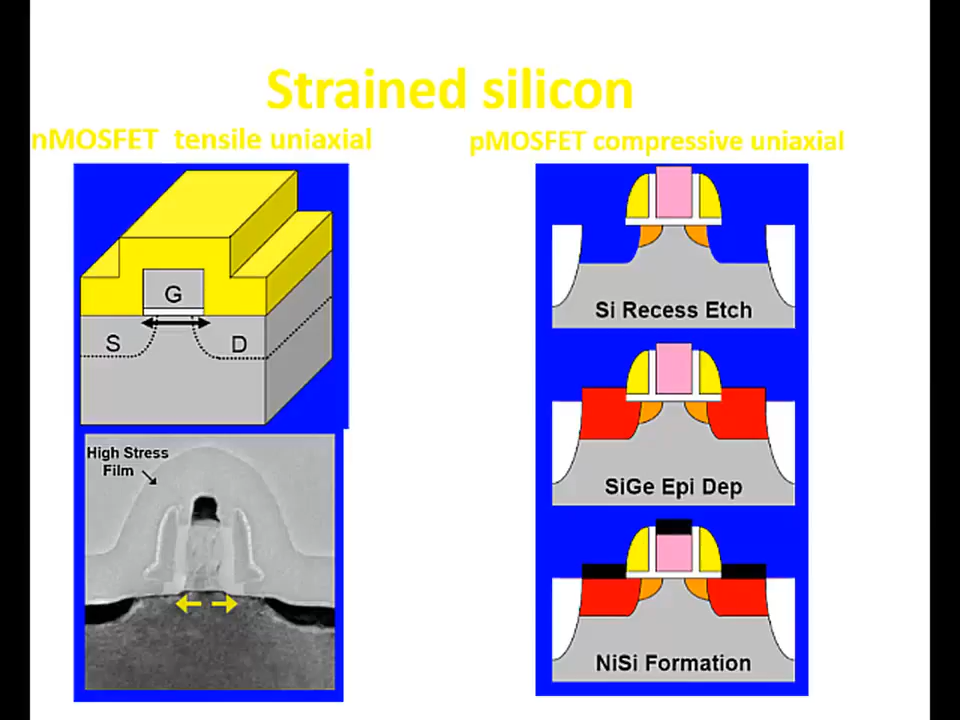 Strained silicon
nMOSFET tensile uniaxial
pMOSFET compressive uniaxial
G
S
D
High Stress
Film
Si Recess Etch
SiGe Epi Dep
NiSi Formation